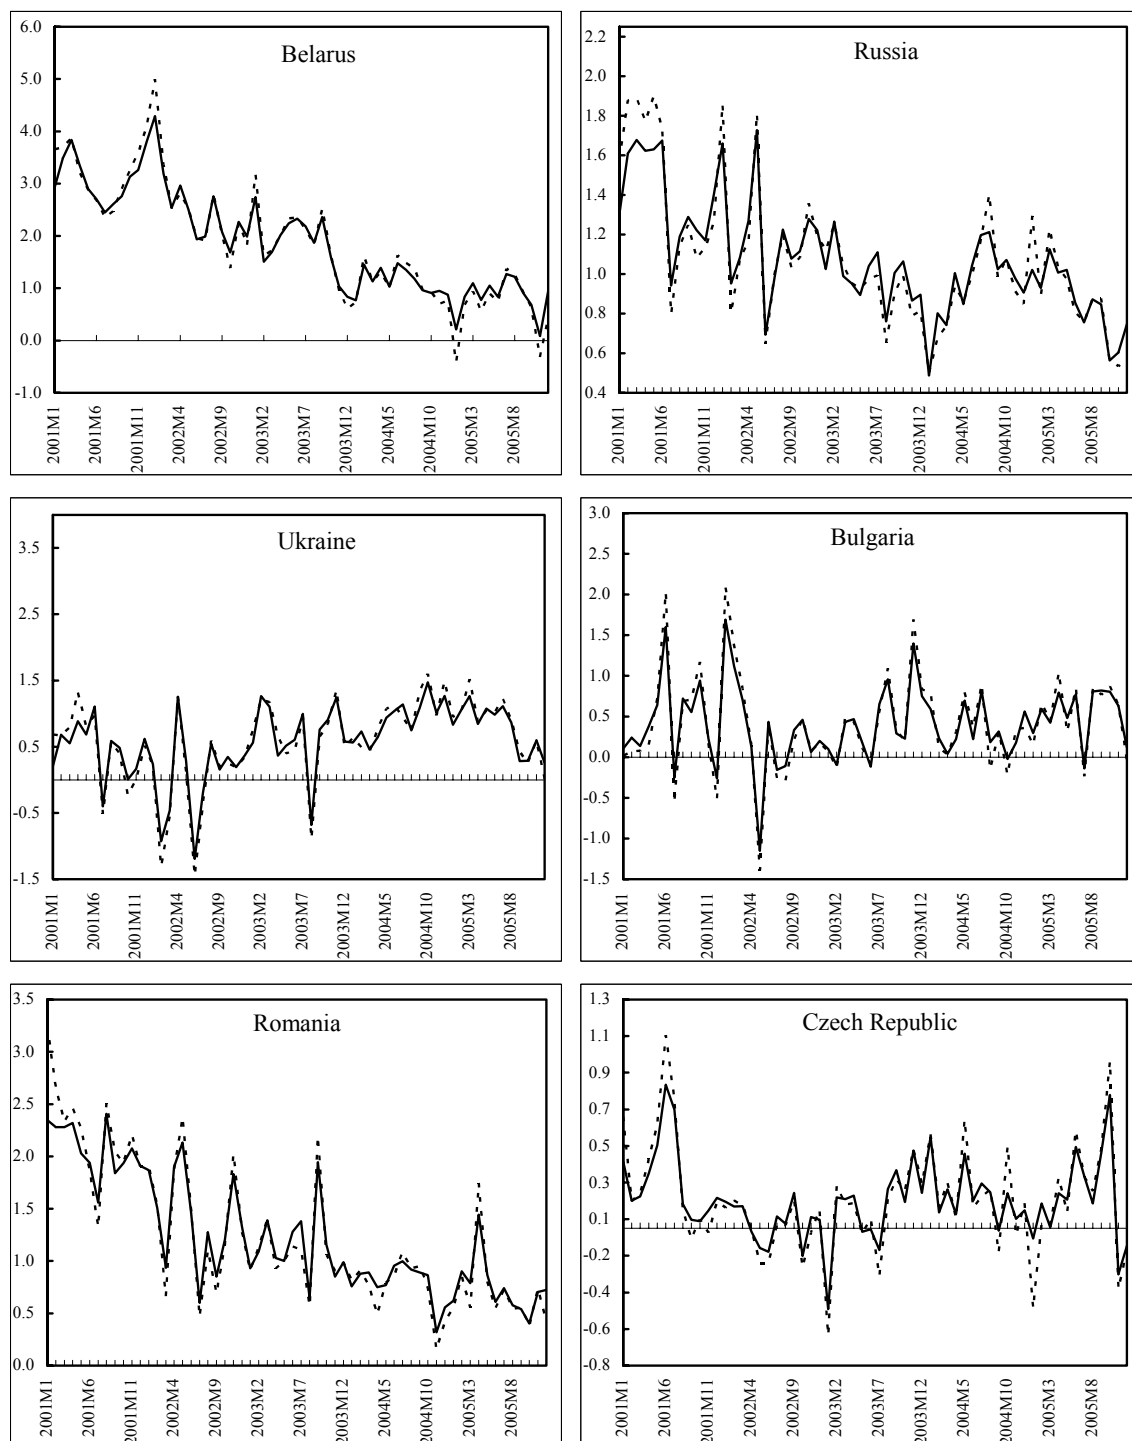 Belarus
6.0
5.0
4.0
3.0
2.0
1.0
0.0
-1.0
2001M1
2001M6
2001M11
2002M4
2002M9
2003M2
2003M7
2003M12
2004M5
2004M10
2005M3
2005M8
Russia
2.2
2.0
1.8
1.6
1.4
1.2
1.0
0.8
0.6
0.4
2001M1
2001M6
2001M11
2002M4
2002M9
2003M2
2003M7
2003M12
2004M5
2004M10
2005M3
2005M8
Ukraine
3.5
2.5
1.5
0.5
-0.5
-1.5
2001M1
2001M6
2001M11
2002M4
2002M9
2003M2
2003M7
2003M12
2004M5
2004M10
2005M3
2005M8
Bulgaria
3.0
2.5
2.0
1.5
1.0
0.5
0.0
-0.5
-1.0
-1.5
2001M1
2001M6
2001M11
2002M4
2002M9
2003M2
2003M7
2003M12
2004M5
2004M10
2005M3
2005M8
Romania
3.5
3.0
2.5
2.0
1.5
1.0
0.5
0.0
2001M1
2001M6
2001M11
2002M4
2002M9
2003M2
2003M7
2003M12
2004M5
2004M10
2005M3
2005M8
Czech Republic
1.3
1.1
0.9
0.7
0.5
0.3
0.1
-0.2
-0.4
-0.6
-0.8
2001M1
2001M6
2001M11
2002M4
2002M9
2003M2
2003M7
2003M12
2004M5
2004M10
2005M3
2005M8